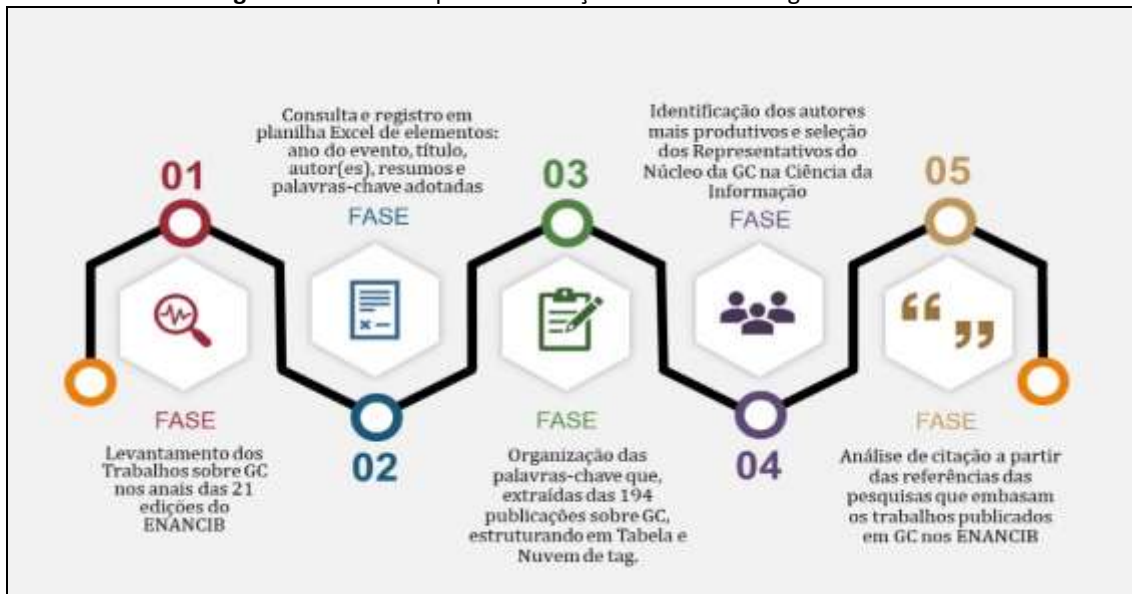 01
FASE
Levantamento dos
Trabalhos sobre GC
nos anais das 21
edições do
ENANCIB
Consulta e registro em
planilha Excel de elementos:
ano do evento, título,
autor(es), resumos e
palavras-chave adotadas
FASE
02
03
FASE
Organização das
palavras-chave que,
extraídas das 194
publicações sobre GC,
estruturando em Tabela e
Nuvem de tag.
Identificação dos autores
mais produtivos e seleção
dos Representativos do
Núcleo da GC na Ciência da
Informação
FASE
04
05
FASE
Análise de citação a partir
das referências das
pesquisas que embasam
os trabalhos publicados
em GC nos ENANCIB